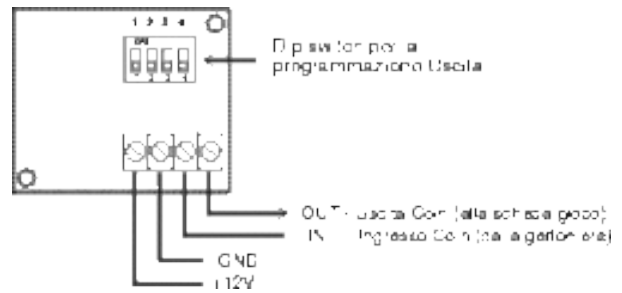 1 2 3 4
ON
Dip switch per la
programmazione Uscita
OUT - Uscita Coin (alla scheda gioco)
IN - Ingresso Coin (dalla gettoniera)
GND
+12V